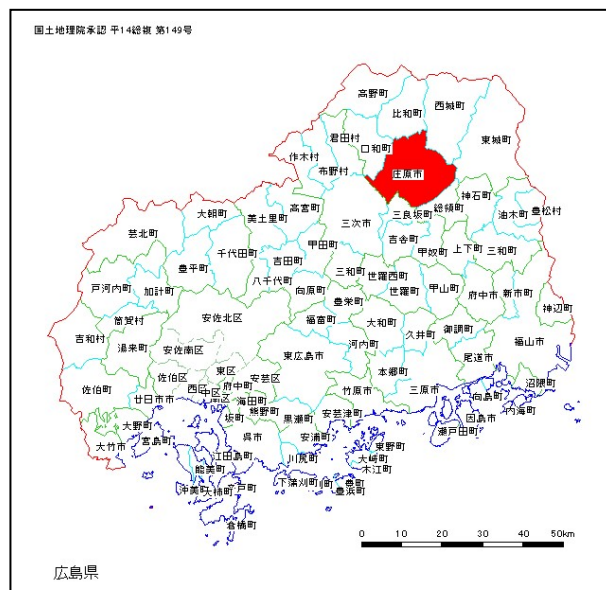 国土地理院承認 平14総複 第149号
高野町
比和町
西城町
君田村
口和町
東城町
作木村
布野村
庄原市
神石町
高宮町
総領町
豊松村
大朝町
美土里町
三良坂町
油木町
芸北町
三次市
吉舎町
千代田町
甲田町
甲奴町
上下町
三和町
豊平町
吉田町
戸河内町
加計町
八千代町
向原町
三和町
世羅西町
世羅町
甲山町
府中市
新市町
神辺町
筒賀村
安佐北区
福富町
豊栄町
大和町
久井町
御調町
吉和村
湯来町
安佐南区
東広島市
河内町
尾道市
福山市
佐伯町
佐伯区
東区
安芸区
本郷町
西区
中区
府中町
竹原市
三原市
沼隈町
廿日市市
南区
海田町
向島町
大野町
坂町
熊野町
黒瀬町
安芸津町
因島市
内海町
大竹市
宮島町
呉市
安浦町
瀬戸田町
江田島町
東野町
能美町
川尻町
大崎町
木江町
沖美町
大柿町
音戸町
下蒲刈町
豊町
豊浜町
倉橋町
0 10 20 30 40 50km
広島県